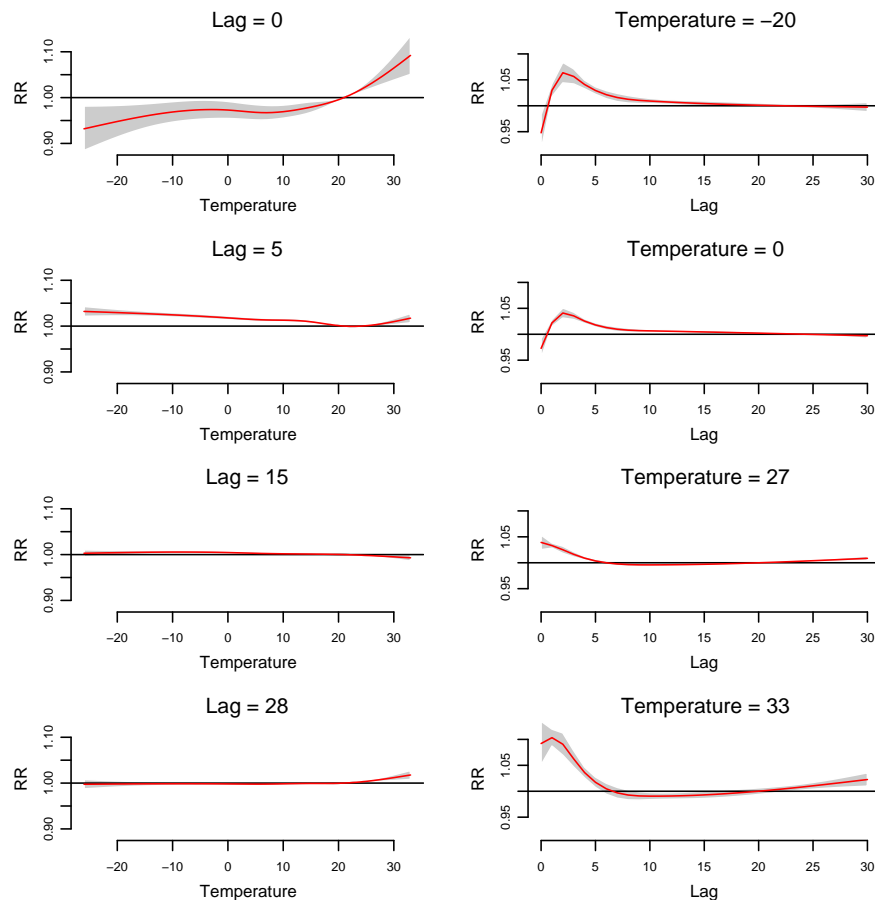 Lag = 0
RR
0.90 1.00 1.10
−20 −10 0 10 20 30
Temperature
Temperature = −20
RR
0.95 1.05
0 5 10 15 20 25 30
Lag
Lag = 5
RR
0.90 1.00 1.10
−20 −10 0 10 20 30
Temperature
Temperature = 0
RR
0.95 1.05
0 5 10 15 20 25 30
Lag
Lag = 15
RR
0.90 1.00 1.10
−20 −10 0 10 20 30
Temperature
Temperature = 27
RR
0.95 1.05
0 5 10 15 20 25 30
Lag
Lag = 28
RR
0.90 1.00 1.10
−20 −10 0 10 20 30
Temperature
Temperature = 33
RR
0.95 1.05
0 5 10 15 20 25 30
Lag